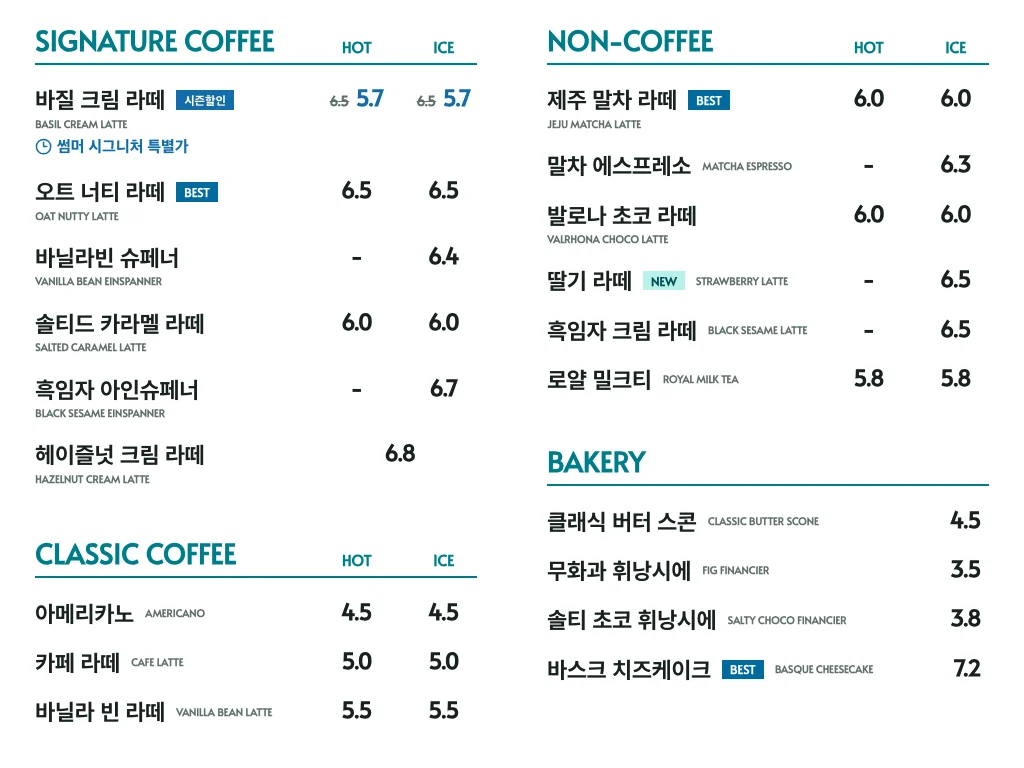 SIGNATURE COFFEE HOT ICE
바질 크림 라떼 시즌할인 6.5 5.7 6.5 5.7
BASIL CREAM LATTE
썸머 시그니처 특별가
오트 너티 라떼 BEST 6.5 6.5
OAT NUTTY LATTE
바닐라빈 슈페너 - 6.4
VANILLA BEAN EINSPANNER
솔티드 카라멜 라떼 6.0 6.0
SALTED CARAMEL LATTE
흑임자 아인슈페너 - 6.7
BLACK SESAME EINSPANNER
헤이즐넛 크림 라떼 6.8
HAZELNUT CREAM LATTE
CLASSIC COFFEE HOT ICE
아메리카노 AMERICANO 4.5 4.5
카페 라떼 CAFE LATTE 5.0 5.0
바닐라 빈 라떼 VANILLA BEAN LATTE 5.5 5.5
NON-COFFEE HOT ICE
제주 말차 라떼 BEST 6.0 6.0
JEJU MATCHA LATTE
말차 에스프레소 MATCHA ESPRESSO - 6.3
발로나 초코 라떼 6.0 6.0
VALRHONA CHOCO LATTE
딸기 라떼 NEW STRAWBERRY LATTE - 6.5
흑임자 크림 라떼 BLACK SESAME LATTE - 6.5
로얄 밀크티 ROYAL MILK TEA 5.8 5.8
BAKERY
클래식 버터 스콘 CLASSIC BUTTER SCONE 4.5
무화과 휘낭시에 FIG FINANCIER 3.5
솔티 초코 휘낭시에 SALTY CHOCO FINANCIER 3.8
바스크 치즈케이크 BEST BASQUE CHEESECAKE 7.2